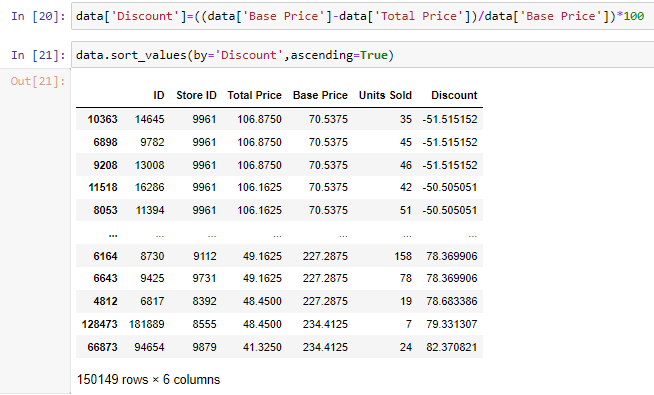 In [20]: data['Discount']=((data['Base Price']-data['Total Price'])/data['Base Price'])*100
In [21]: data.sort_values(by='Discount',ascending=True)
Out[21]:
ID Store ID Total Price Base Price Units Sold Discount
10363 14645 9961 106.8750 70.5375 35 -51.515152
6898 9782 9961 106.8750 70.5375 45 -51.515152
9208 13008 9961 106.8750 70.5375 46 -51.515152
11518 16286 9961 106.1625 70.5375 42 -50.505051
8053 11394 9961 106.1625 70.5375 51 -50.505051
... ... ... ... ... ... ...
6164 8730 9112 49.1625 227.2875 158 78.369906
6643 9425 9731 49.1625 227.2875 78 78.369906
4812 6817 8392 48.4500 227.2875 19 78.683386
128473 181889 8555 48.4500 234.4125 7 79.331307
66873 94654 9879 41.3250 234.4125 24 82.370821
150149 rows × 6 columns